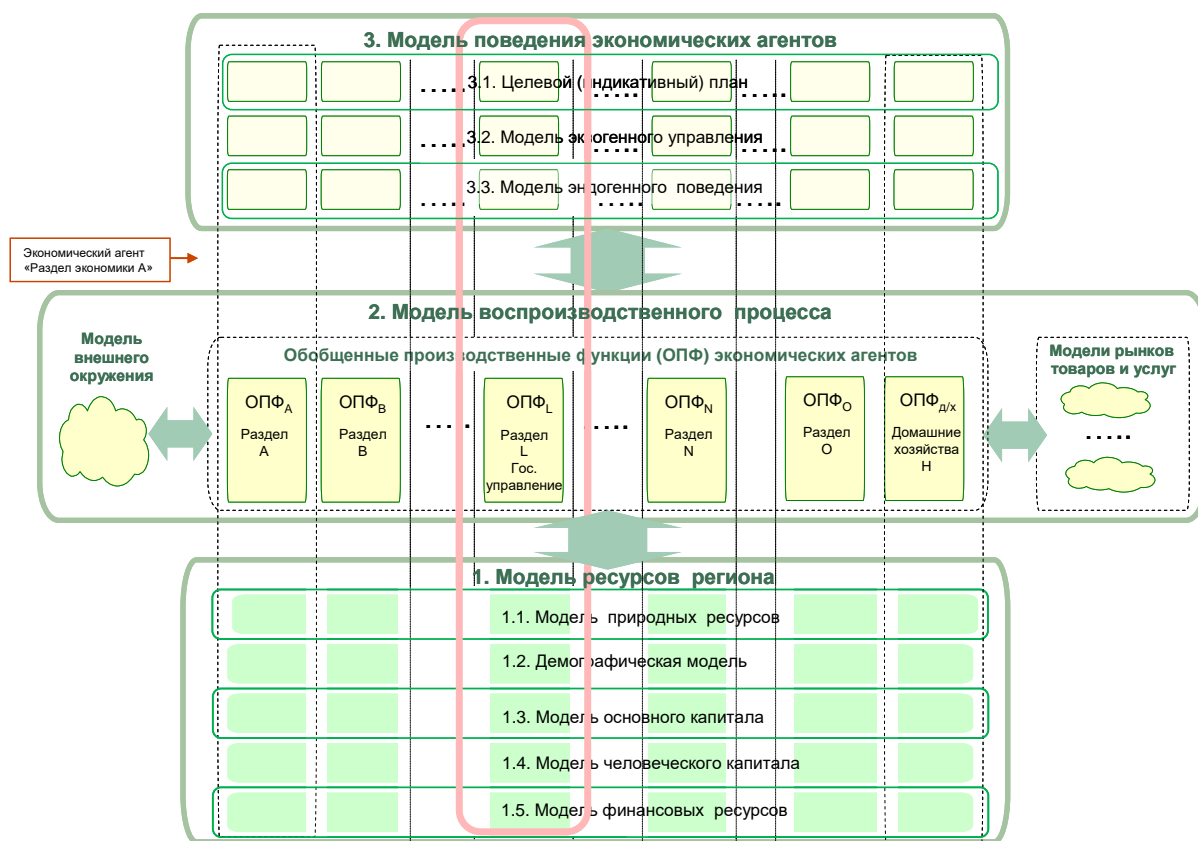 3. Модель поведения экономических агентов
3.1. Целевой (индикативный) план
.....
.....
.....
3.2. Модель экзогенного управления
.....
.....
.....
3.3. Модель эндогенного поведения
.....
.....
.....
Экономический агент
«Раздел экономики А»
2. Модель воспроизводственного процесса
Модель
внешнего
окружения
Обобщенные производственные функции (ОПФ) экономических агентов
ОПФA
Раздел
А
ОПФB
Раздел
В
.....
ОПФL
Раздел
L
Гос.
управление
.....
ОПФN
Раздел
N
ОПФO
Раздел
О
ОПФд/х
Домашние
хозяйства
Н
Модели рынков
товаров и услуг
.....
1. Модель ресурсов региона
1.1. Модель природных ресурсов
1.2. Демографическая модель
1.3. Модель основного капитала
1.4. Модель человеческого капитала
1.5. Модель финансовых ресурсов